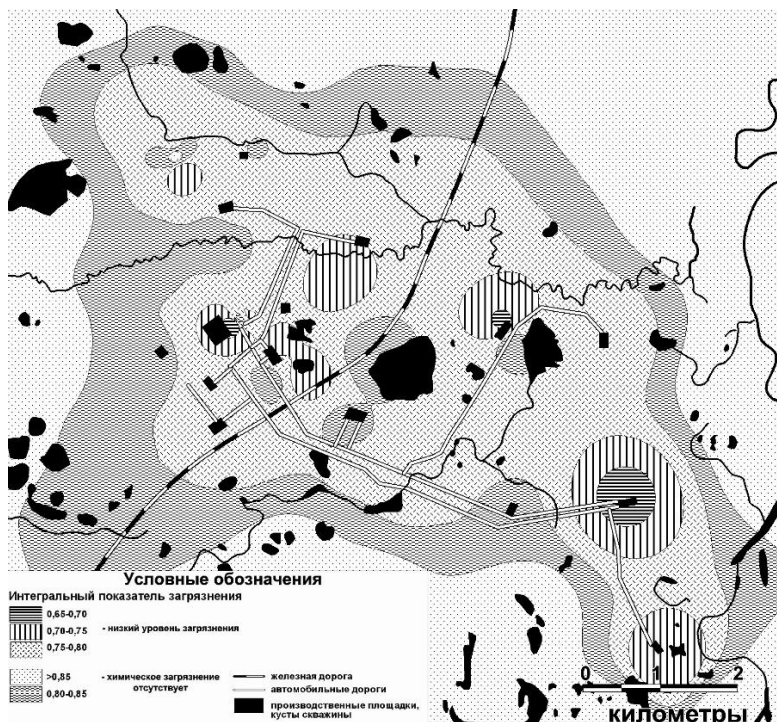 Условные обозначения
Интегральный показатель загрязнения
0,65-0,70
0,70-0,75 - низкий уровень загрязнения
0,75-0,80
>0,85 - химическое загрязнение
отсутствует
0,80-0,85
железная дорога
автомобильные дороги
производственные площадки,
кусты скважины
0 1 2
километры